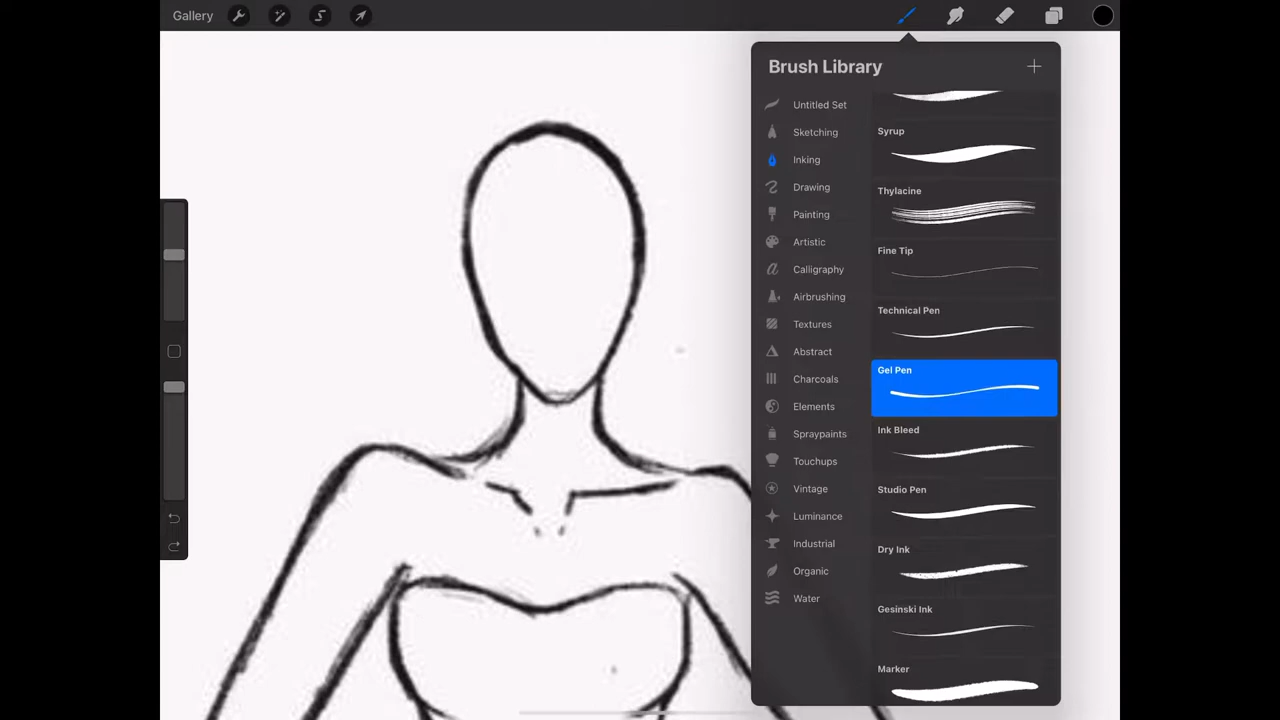 Gallery
Brush Library
Untitled Set
Sketching
Inking
Drawing
Painting
Artistic
Calligraphy
Airbrushing
Textures
Abstract
Charcoals
Elements
Spraypaints
Touchups
Vintage
Luminance
Industrial
Organic
Water
Syrup
Thylacine
Fine Tip
Technical Pen
Gel Pen
Ink Bleed
Studio Pen
Dry Ink
Gesinski Ink
Marker